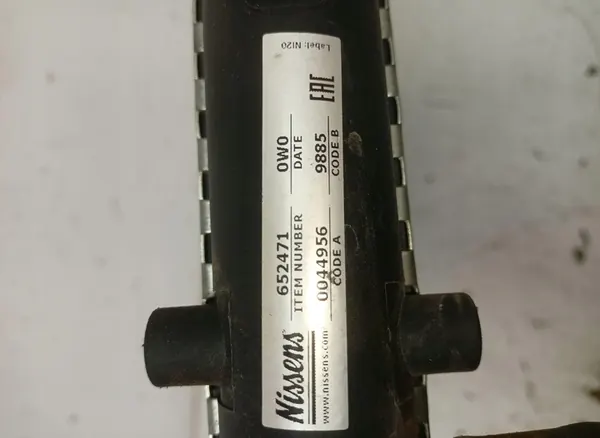 Nissens
www.nissens.com
652471
ITEM NUMBER
0W0
DATE
0044956
CODE A
9885
CODE B
EAC
Label: NI20